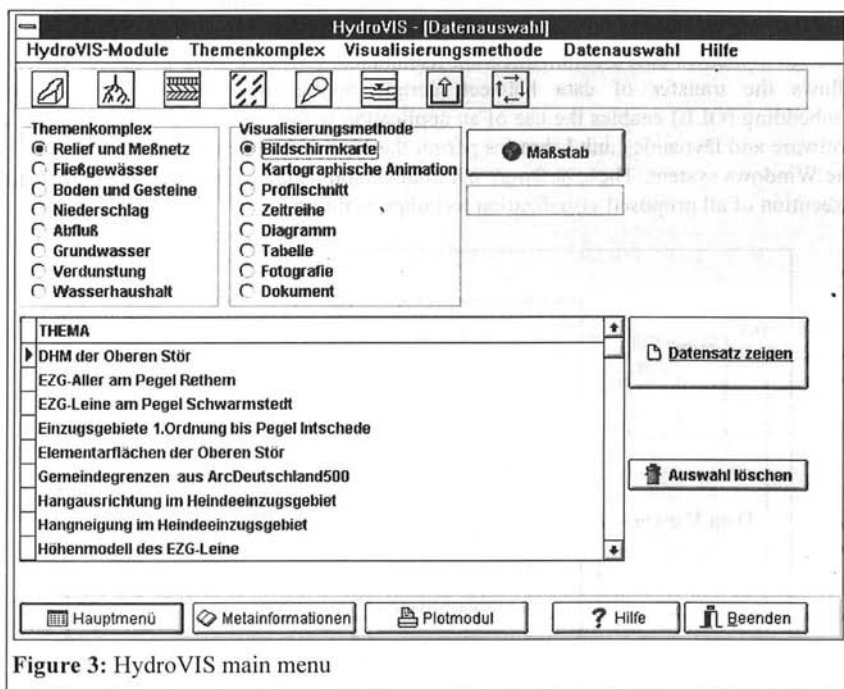 HydroVIS - [Datenauswahl]
HydroVIS-Module Themenkomplex Visualisierungsmethode Datenauswahl Hilfe
Themenkomplex
Relief und Meßnetz
Fließgewässer
Boden und Gesteine
Niederschlag
Abfluß
Grundwasser
Verdunstung
Wasserhaushalt
Visualisierungsmethode
Bildschirmkarte
Kartographische Animation
Profilschnitt
Zeitreihe
Diagramm
Tabelle
Fotografie
Dokument
Maßstab
THEMA
DHM der Oberen Stör
EZG-Aller am Pegel Rethem
EZG-Leine am Pegel Schwarmstedt
Einzugsgebiete 1.Ordnung bis Pegel Intschede
Elementarflächen der Oberen Stör
Gemeindegrenzen aus ArcDeutschland500
Hangausrichtung im Heindeeinzugsgebiet
Hangneigung im Heindeeinzugsgebiet
Höhenmodell des EZG-Leine
Datensatz zeigen
Auswahl löschen
Hauptmenü Metainformationen Plotmodul Hilfe Beenden
Figure 3: HydroVIS main menu